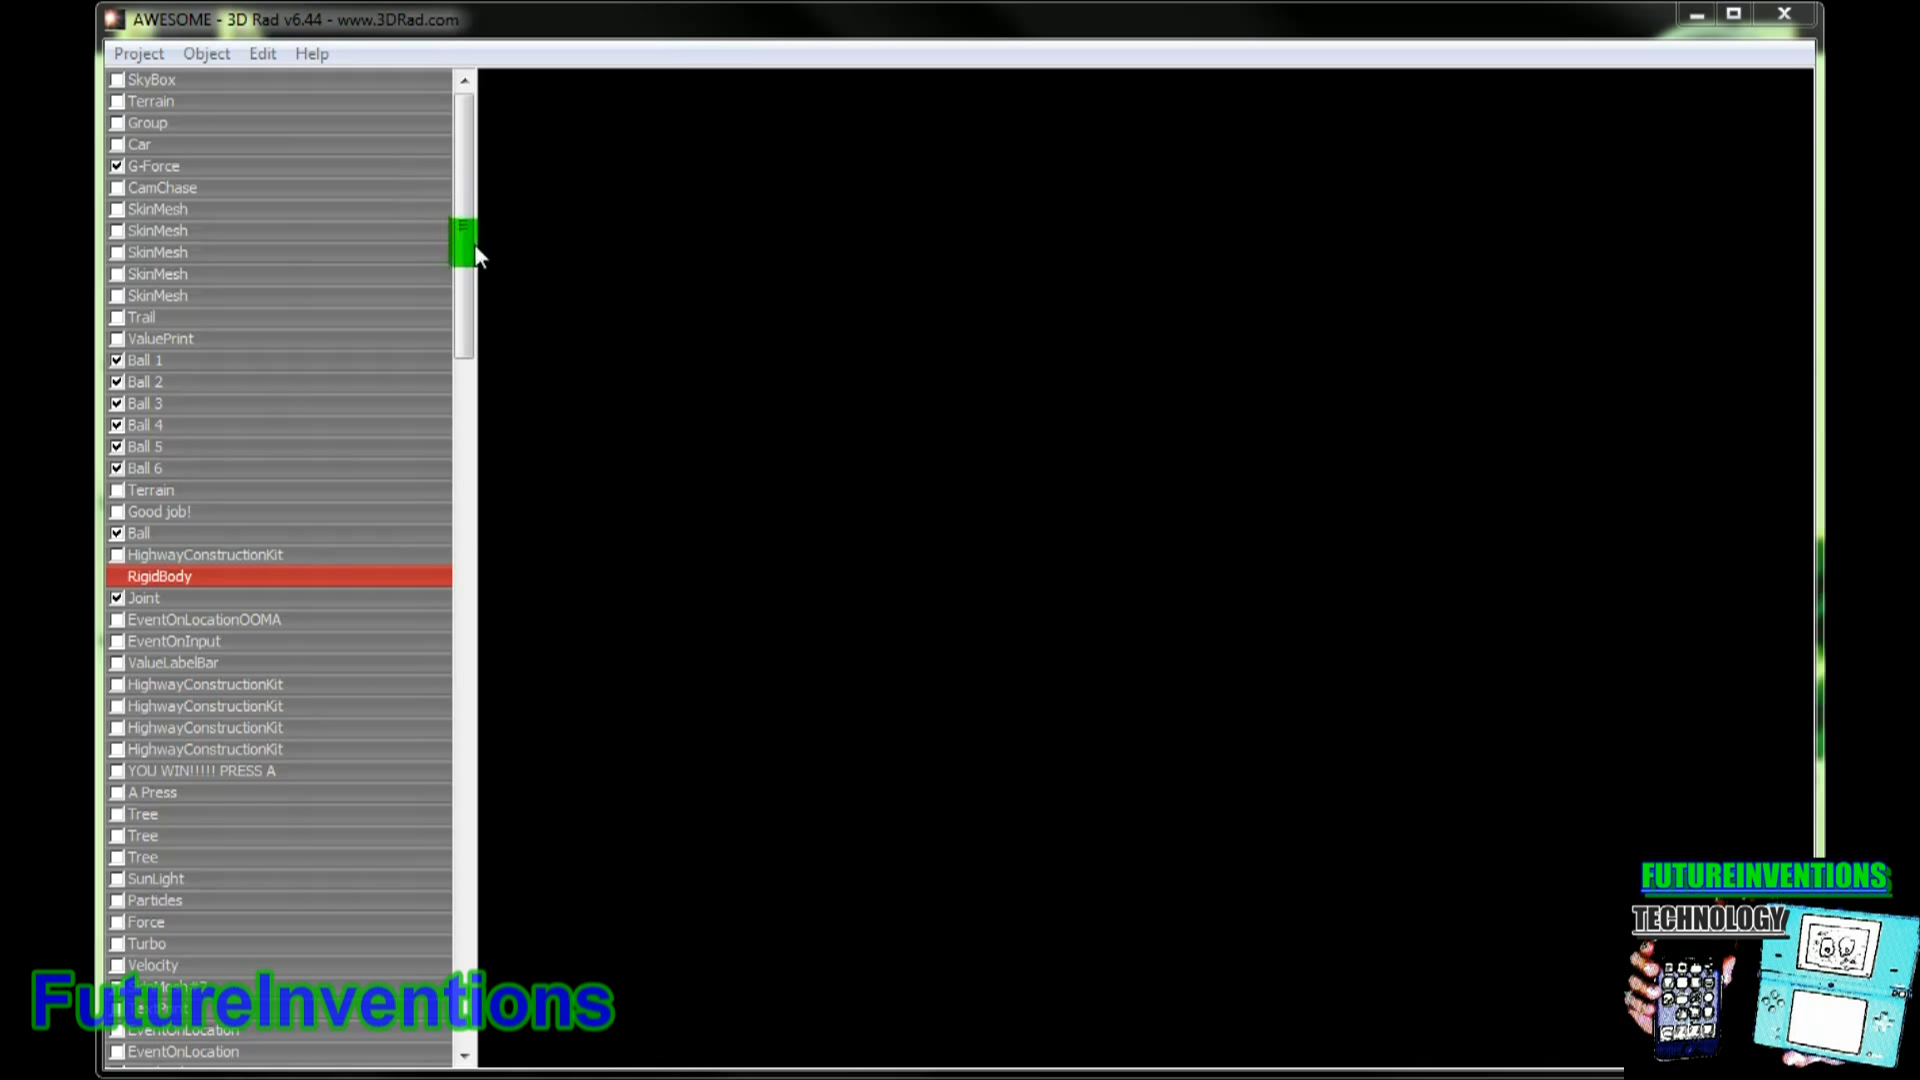 AWESOME - 3D Rad v6.44 - www.3DRad.com
Project Object Edit Help
SkyBox
Terrain
Group
Car
G-Force
CamChase
SkinMesh
SkinMesh
SkinMesh
SkinMesh
SkinMesh
Trail
ValuePrint
Ball 1
Ball 2
Ball 3
Ball 4
Ball 5
Ball 6
Terrain
Good job!
Ball
HighwayConstructionKit
RigidBody
Joint
EventOnLocationOOMA
EventOnInput
ValueLabelBar
HighwayConstructionKit
HighwayConstructionKit
HighwayConstructionKit
HighwayConstructionKit
YOU WIN!!!!! PRESS A
A Press
Tree
Tree
Tree
SunLight
Particles
Force
Turbo
Velocity
FutureInventions
EventOnLocation
EventOnLocation
FUTUREINVENTIONS
TECHNOLOGY